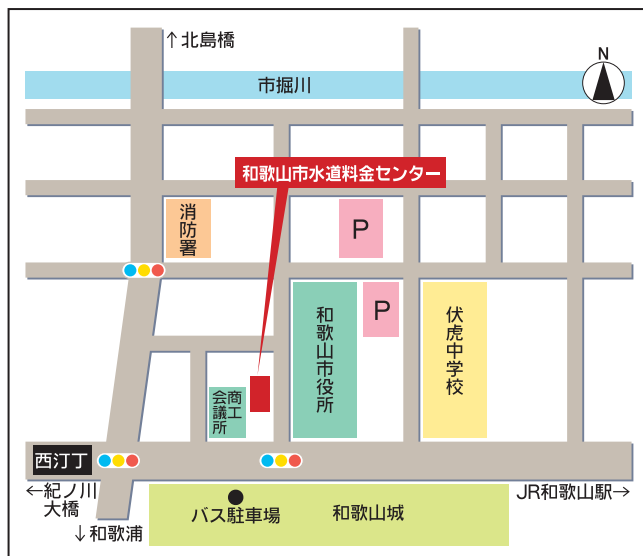 ↑北島橋
N
市掘川
和歌山市水道料金センター
消防署
P
P
和歌山市役所
伏虎中学校
商工
会議所
西汀丁
←紀ノ川
大橋
JR和歌山駅→
バス駐車場
和歌山城
↓和歌浦